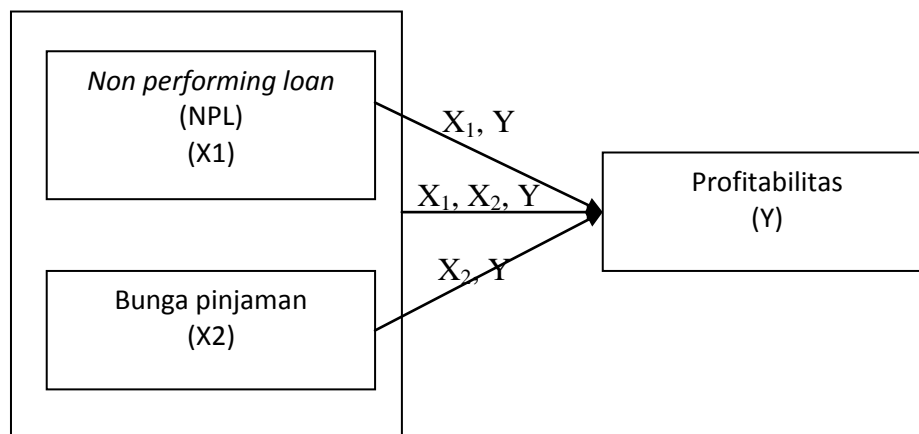 Non performing loan
(NPL)
(X1)
X₁, Y
X₁, X₂, Y
Profitabilitas
(Y)
X₂, Y
Bunga pinjaman
(X2)